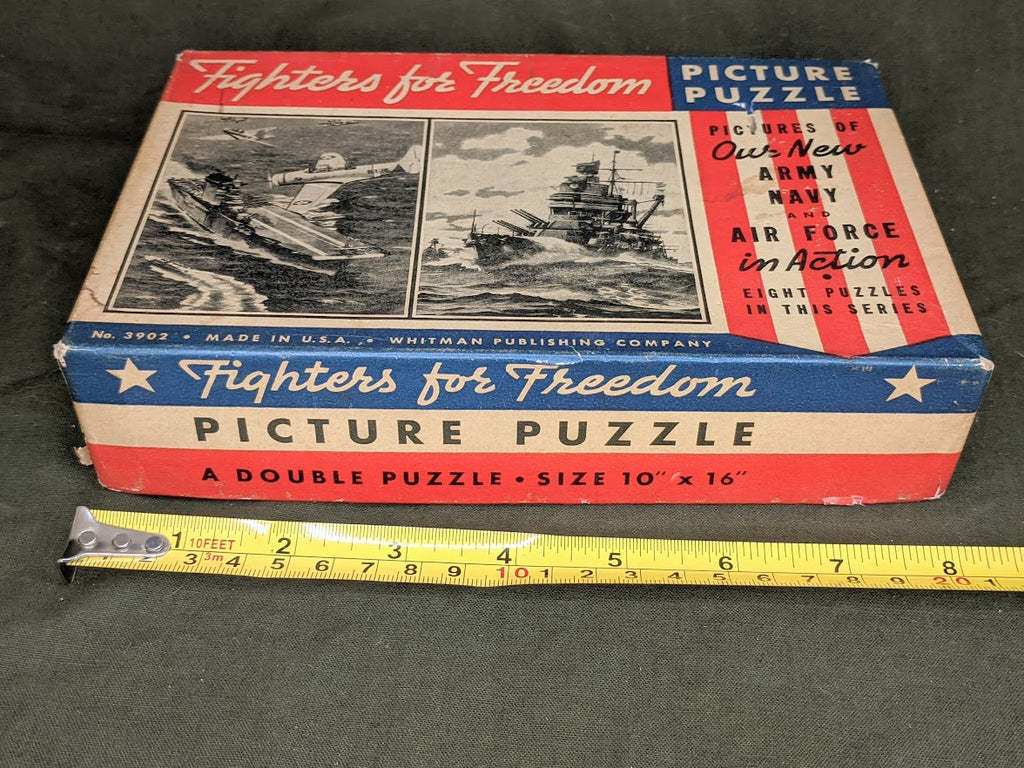 Fighters for Freedom
PICTURE
PUZZLE
PICTURES OF
Our New
ARMY
NAVY
AND
AIR FORCE
in Action
•
EIGHT PUZZLES
IN THIS SERIES
No. 3902 • MADE IN U.S.A. • WHITMAN PUBLISHING COMPANY
Fighters for Freedom
PICTURE PUZZLE
A DOUBLE PUZZLE • SIZE 10" x 16"
1 10FEET 2 3 4 5 6 7 8
2 3m 3 4 5 6 7 8 9 10 1 2 3 4 5 6 7 8 9 20 1